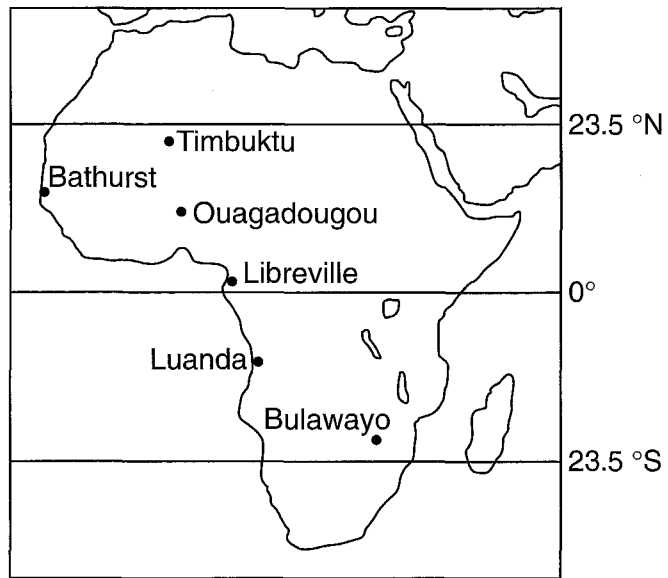 23.5 °N
Timbuktu
Bathurst
Ouagadougou
Libreville
0°
Luanda
Bulawayo
23.5 °S